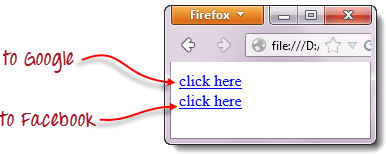 Firefox
file:///D:/
to Google
click here
click here
to Facebook